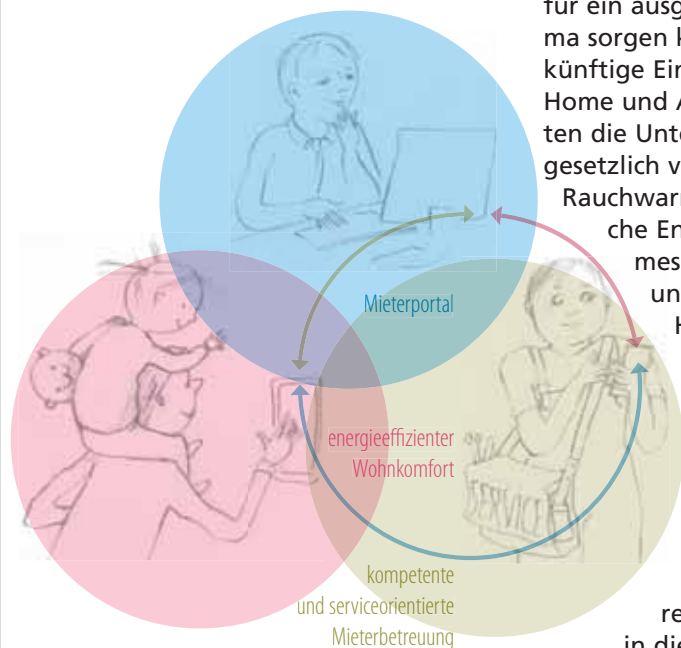 für ein ausg
ma sorgen k
künftige Ein
Home und A
ten die Unte
gesetzlich v
Rauchwarn
che En
mes
un
H
Mieterportal
energieeffizienter
Wohnkomfort
SERVICE
kompetente
und serviceorientierte
Mieterbetreuung
re
in die